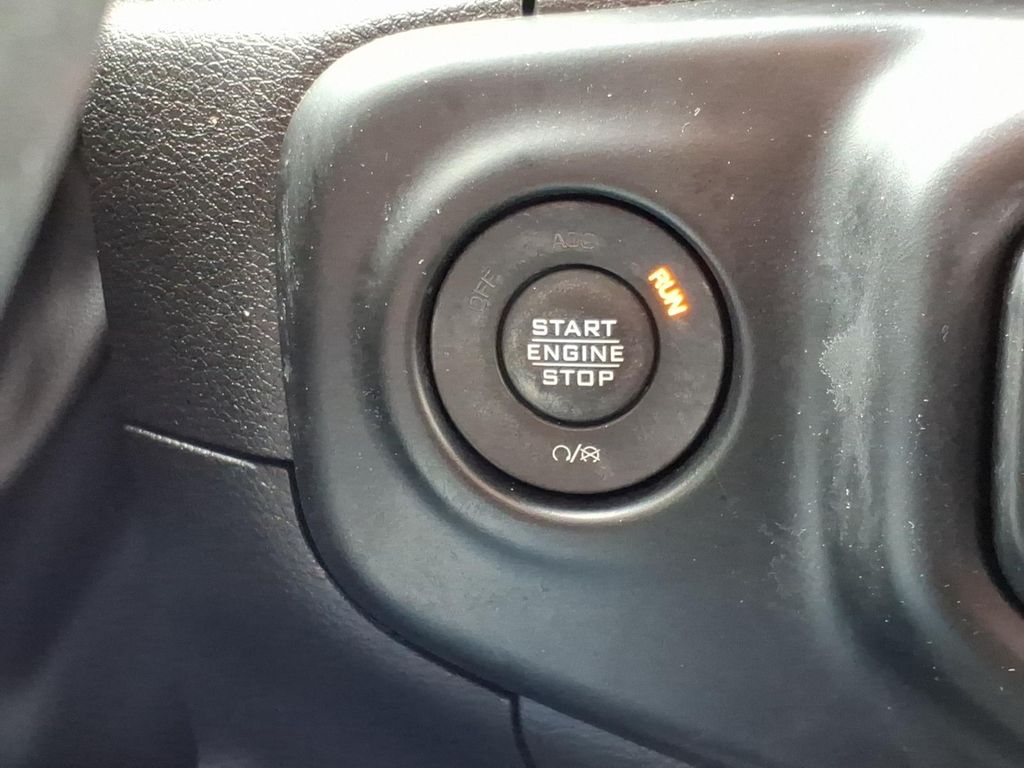 ACC
OFF
RUN
START
ENGINE
STOP